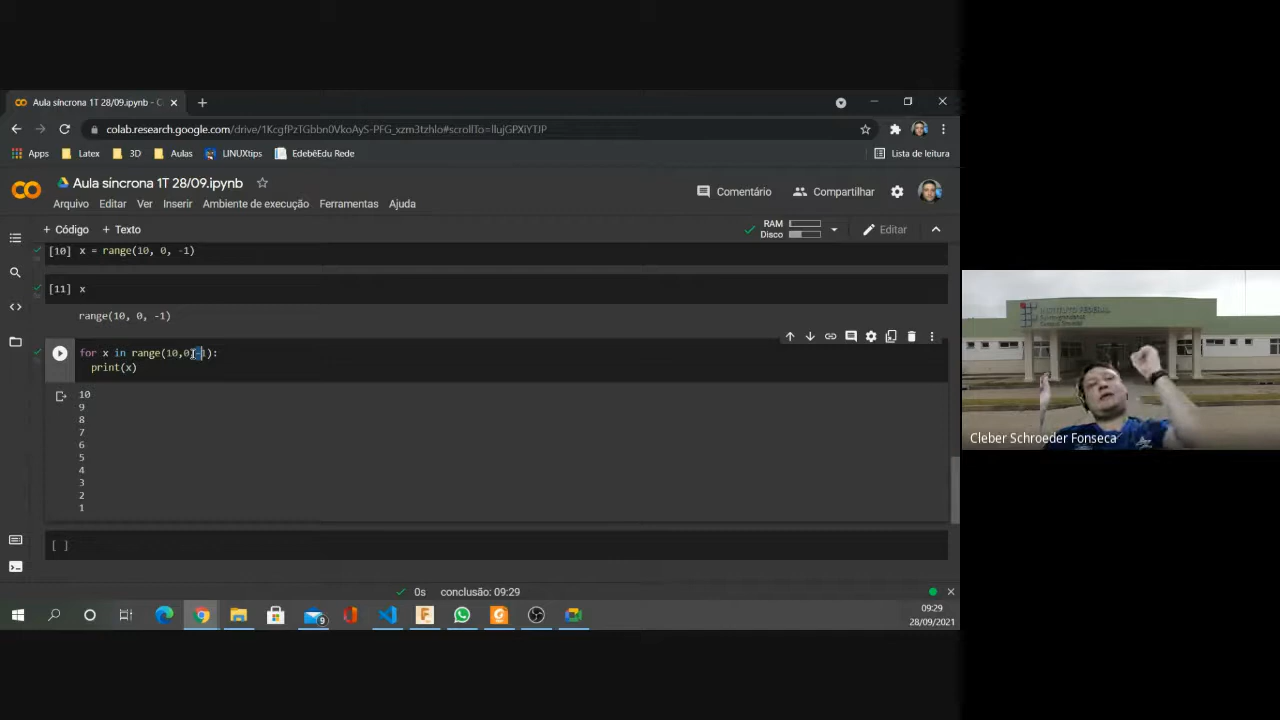 Aula síncrona 1T 28/09.ipynb - C
colab.research.google.com/drive/1KcgfPzTGbbn0VkoAyS-PFG_xzm3tzhlo#scrollTo=llujGPXiYTJP
Apps Latex 3D Aulas LINUXtips EdebêEdu Rede Lista de leitura
Aula síncrona 1T 28/09.ipynb
Comentário Compartilhar
Arquivo Editar Ver Inserir Ambiente de execução Ferramentas Ajuda
+ Código + Texto RAM Disco Editar
[10] x = range(10, 0, -1)
[11] x
range(10, 0, -1)
for x in range(10,0,-1):
print(x)
10
9
8
7
6
5
4
3
2
1
[ ]
0s conclusão: 09:29
9
09:29
28/09/2021
INSTITUTO FEDERAL
Cleber Schroeder Fonseca